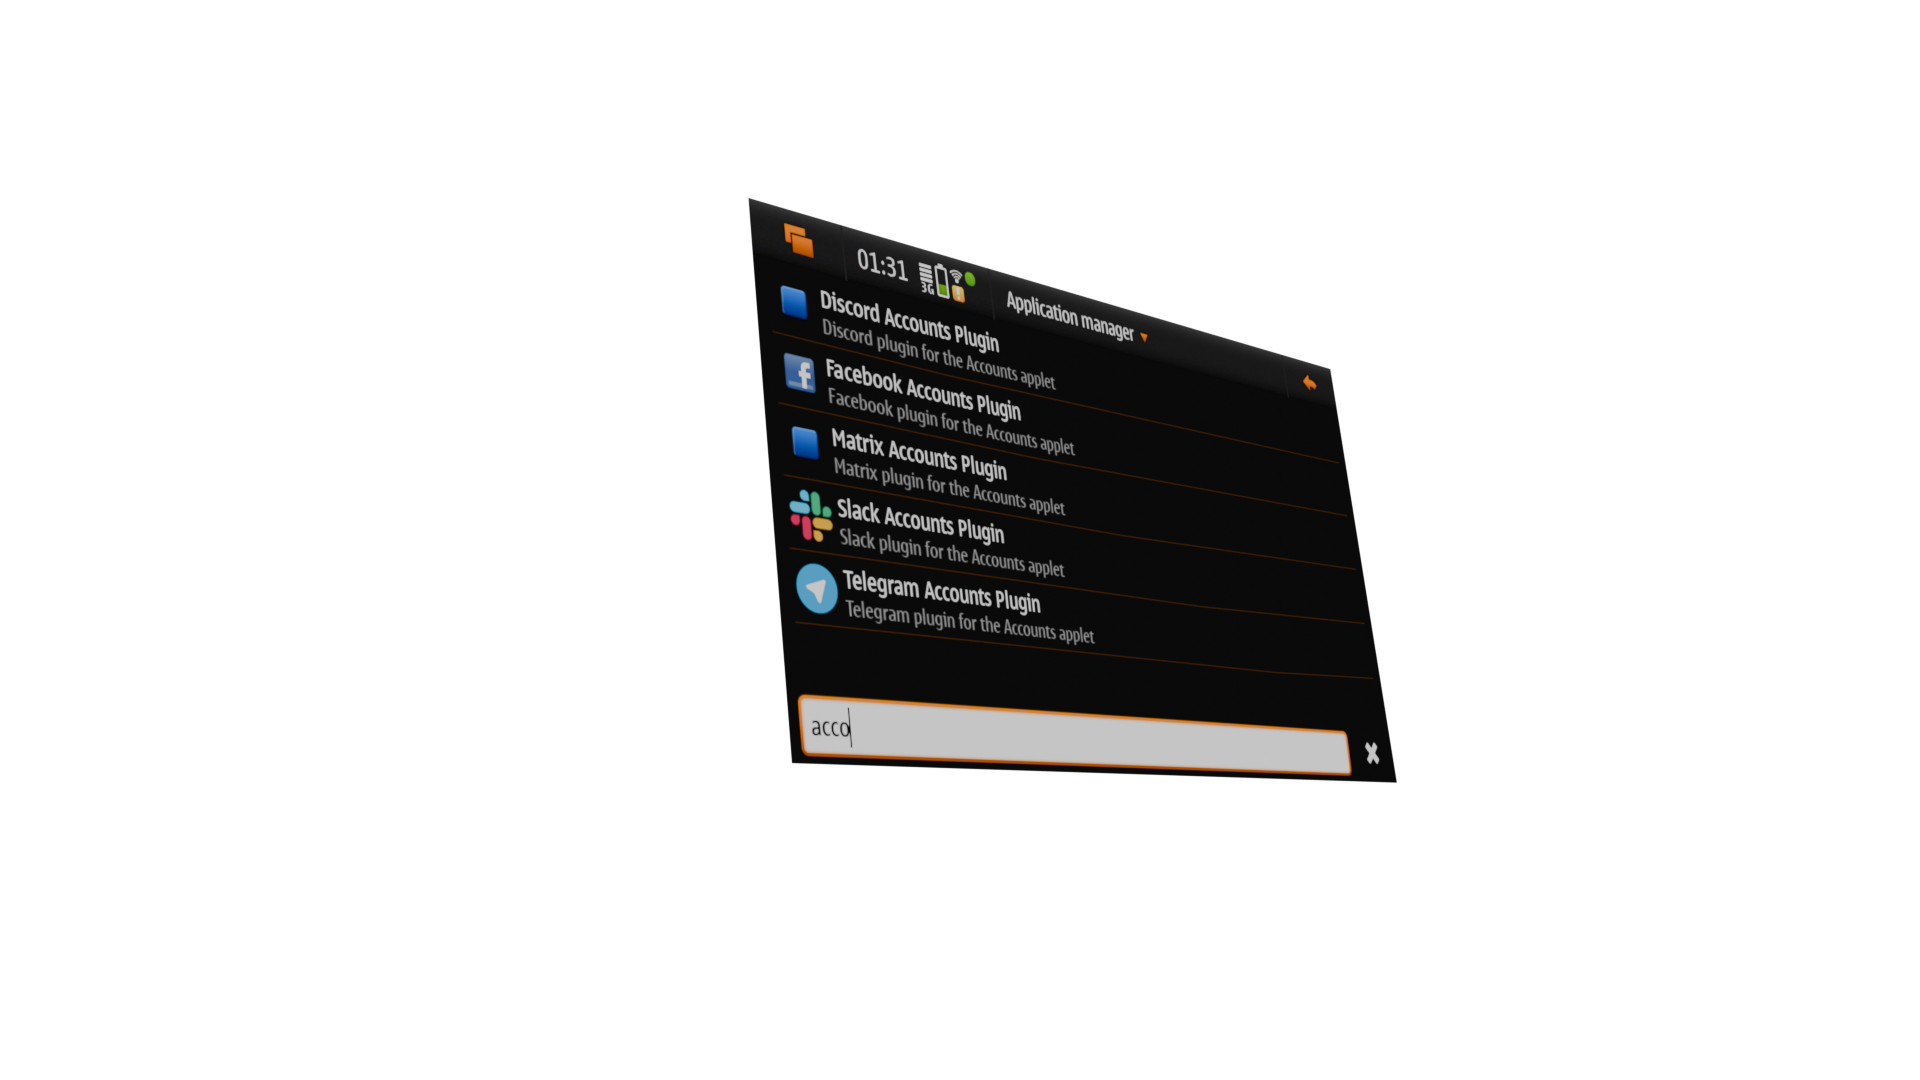 01:31
3G
Application manager
Discord Accounts Plugin
Discord plugin for the Accounts applet
Facebook Accounts Plugin
Facebook plugin for the Accounts applet
Matrix Accounts Plugin
Matrix plugin for the Accounts applet
Slack Accounts Plugin
Slack plugin for the Accounts applet
Telegram Accounts Plugin
Telegram plugin for the Accounts applet
acco